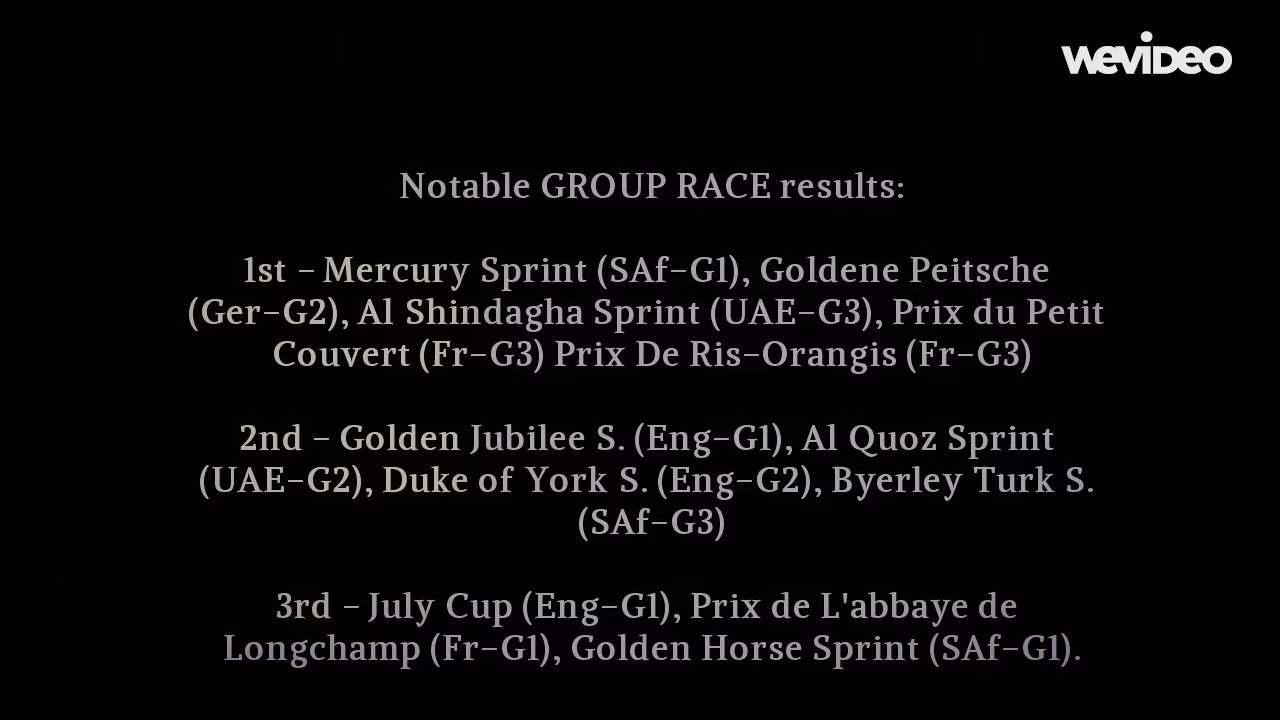 WeVIDEO
Notable GROUP RACE results:
1st – Mercury Sprint (SAf–G1), Goldene Peitsche
(Ger–G2), Al Shindagha Sprint (UAE–G3), Prix du Petit
Couvert (Fr–G3) Prix De Ris–Orangis (Fr–G3)
2nd – Golden Jubilee S. (Eng–G1), Al Quoz Sprint
(UAE–G2), Duke of York S. (Eng–G2), Byerley Turk S.
(SAf–G3)
3rd – July Cup (Eng–G1), Prix de L'abbaye de
Longchamp (Fr–G1), Golden Horse Sprint (SAf–G1).